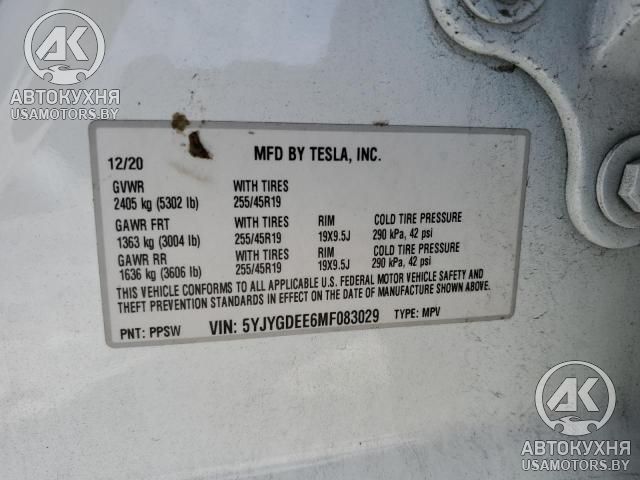 АК
АВТОКУХНЯ
USAMOTORS.BY
12/20
MFD BY TESLA, INC.
GVWR WITH TIRES
2405 kg (5302 lb) 255/45R19
GAWR FRT WITH TIRES RIM COLD TIRE PRESSURE
1363 kg (3004 lb) 255/45R19 19X9.5J 290 kPa, 42 psi
GAWR RR WITH TIRES RIM COLD TIRE PRESSURE
1636 kg (3606 lb) 255/45R19 19X9.5J 290 kPa, 42 psi
THIS VEHICLE CONFORMS TO ALL APPLICABLE U.S. FEDERAL MOTOR VEHICLE SAFETY AND
THEFT PREVENTION STANDARDS IN EFFECT ON THE DATE OF MANUFACTURE SHOWN ABOVE.
PNT: PPSW VIN: 5YJYGDEE6MF083029 TYPE: MPV
АК
АВТОКУХНЯ
USAMOTORS.BY